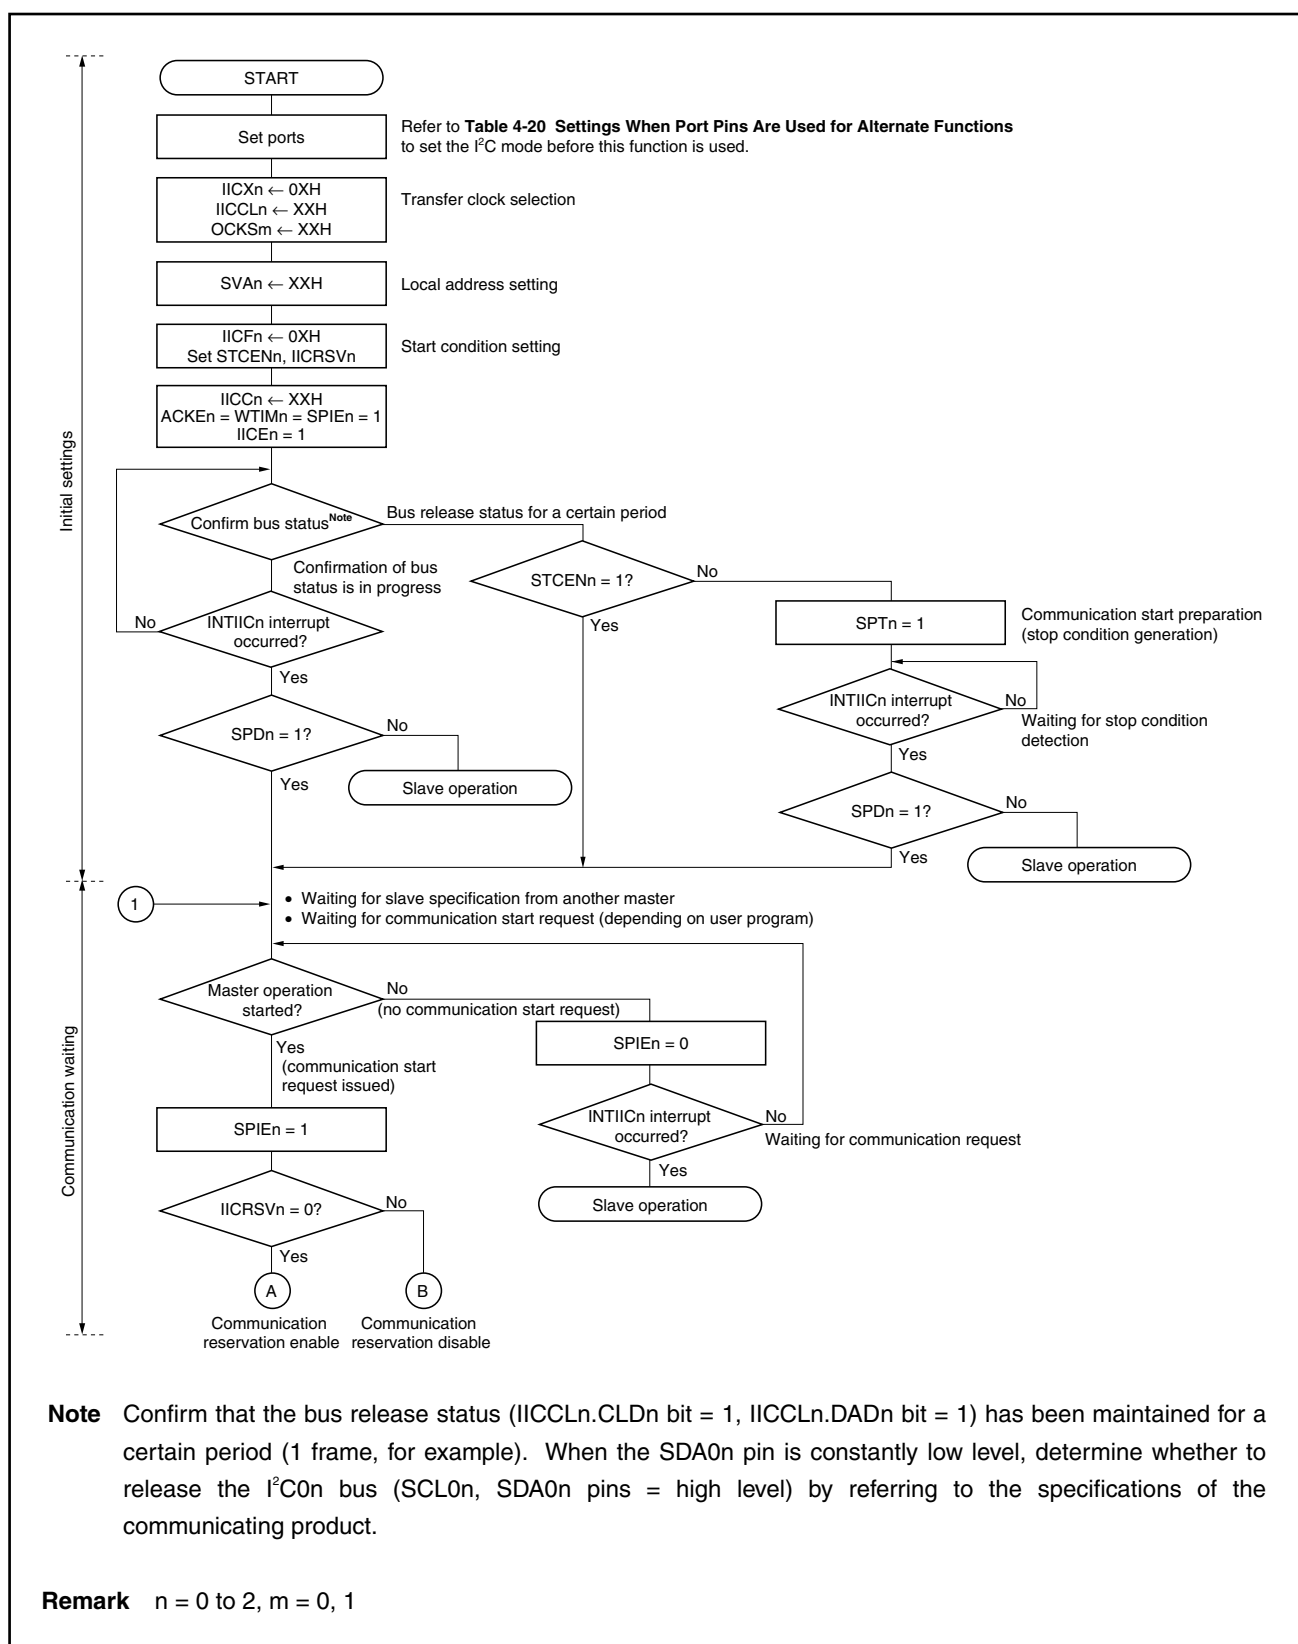 START
Set ports
Refer to Table 4-20 Settings When Port Pins Are Used for Alternate Functions
to set the I²C mode before this function is used.
IICXn ← 0XH
IICCLn ← XXH
OCKSm ← XXH
Transfer clock selection
SVAn ← XXH
Local address setting
IICFn ← 0XH
Set STCENn, IICRSVn
Start condition setting
IICCn ← XXH
ACKEn = WTIMn = SPIEn = 1
IICEn = 1
Initial settings
Confirm bus status Note
Bus release status for a certain period
Confirmation of bus
status is in progress
STCENn = 1?
No
Yes
INTIICn interrupt
occurred?
No
Yes
SPTn = 1
Communication start preparation
(stop condition generation)
INTIICn interrupt
occurred?
No
Waiting for stop condition
detection
Yes
SPDn = 1?
No
Yes
Slave operation
SPDn = 1?
No
Yes
Slave operation
1
• Waiting for slave specification from another master
• Waiting for communication start request (depending on user program)
Communication waiting
Master operation
started?
No
(no communication start request)
Yes
(communication start
request issued)
SPIEn = 0
INTIICn interrupt
occurred?
No
Waiting for communication request
Yes
Slave operation
SPIEn = 1
IICRSVn = 0?
No
Yes
A
B
Communication
reservation enable
Communication
reservation disable
Note Confirm that the bus release status (IICCLn.CLDn bit = 1, IICCLn.DADn bit = 1) has been maintained for a
certain period (1 frame, for example). When the SDA0n pin is constantly low level, determine whether to
release the I²C0n bus (SCL0n, SDA0n pins = high level) by referring to the specifications of the
communicating product.
Remark n = 0 to 2, m = 0, 1